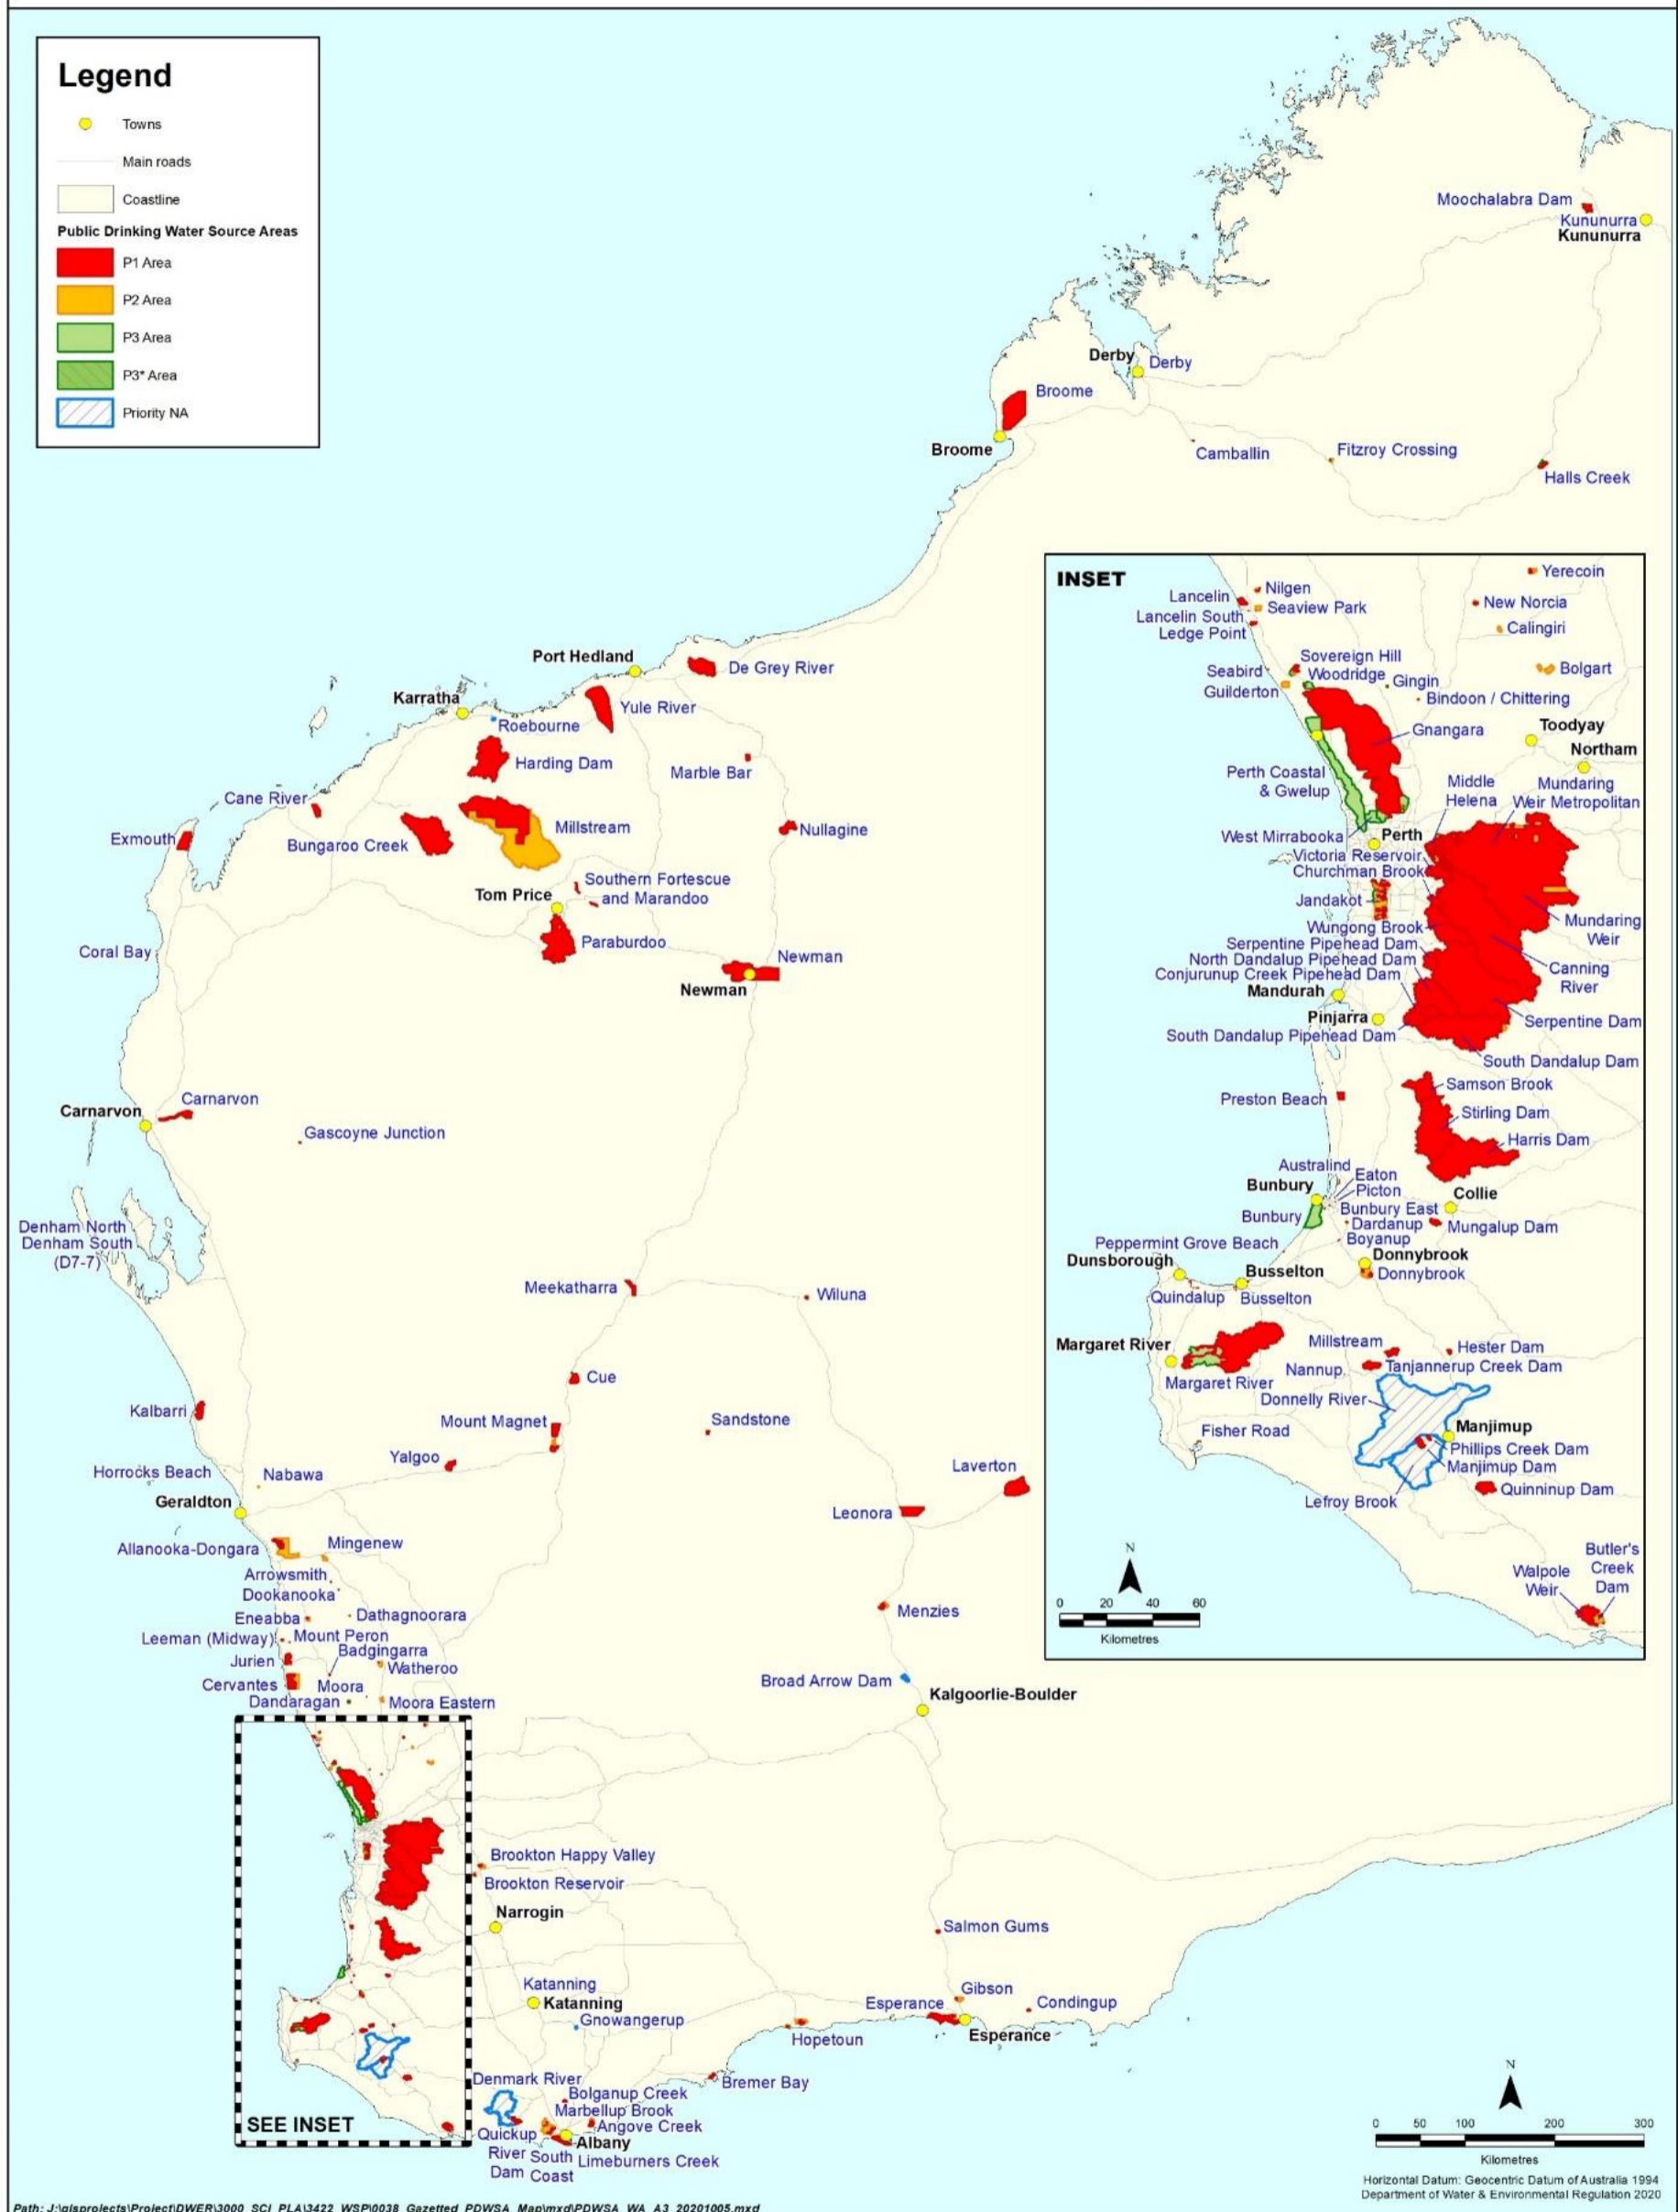 Legend
Towns
Main roads
Coastline
Public Drinking Water Source Areas
P1 Area
P2 Area
P3 Area
P3* Area
Priority NA
Moochalabra Dam
Kununurra
Kununurra
Derby
Derby
Broome
Broome
Camballin
Fitzroy Crossing
Halls Creek
Port Hedland
De Grey River
Karratha
Yule River
Roebourne
Harding Dam
Marble Bar
Cane River
Exmouth
Bungaroo Creek
Millstream
Nullagine
Southern Fortescue
and Marandoo
Tom Price
Paraburdoo
Coral Bay
Newman
Newman
Carnarvon
Carnarvon
Gascoyne Junction
Denham North
Denham South
(D7-7)
Meekatharra
Wiluna
Cue
Kalbarri
Mount Magnet
Sandstone
Yalgoo
Laverton
Horrocks Beach
Nabawa
Geraldton
Leonora
Allanooka-Dongara
Mingenew
Arrowsmith
Dookanooka
Eneabba
Dathagnoorara
Menzies
Leeman (Midway)
Mount Peron
Badgingarra
Jurien
Watheroo
Cervantes
Moora
Dandaragan
Moora Eastern
Broad Arrow Dam
Kalgoorlie-Boulder
Brookton Happy Valley
Brookton Reservoir
Narrogin
Salmon Gums
Katanning
Katanning
Gnowangerup
Gibson
Esperance
Condingup
Esperance
Hopetoun
Denmark River
Bremer Bay
Bolganup Creek
Marbellup Brook
Angove Creek
Quickup
River
Dam
Albany
South
Coast
Limeburners Creek
SEE INSET
INSET
Yerecoin
Nilgen
Lancelin
Seaview Park
New Norcia
Lancelin South
Ledge Point
Calingiri
Sovereign Hill
Woodridge
Seabird
Guilderton
Gingin
Bolgart
Bindoon / Chittering
Toodyay
Gnangara
Northam
Perth Coastal
& Gwelup
Middle
Helena
Mundaring
Weir Metropolitan
West Mirrabooka
Perth
Victoria Reservoir
Churchman Brook
Jandakot
Wungong Brook
Mundaring
Weir
Serpentine Pipehead Dam
North Dandalup Pipehead Dam
Conjurunup Creek Pipehead Dam
Canning
River
Mandurah
Pinjarra
Serpentine Dam
South Dandalup Pipehead Dam
South Dandalup Dam
Samson Brook
Preston Beach
Stirling Dam
Harris Dam
Australind
Eaton
Picton
Bunbury
Collie
Bunbury
Bunbury East
Dardanup
Mungalup Dam
Boyanup
Peppermint Grove Beach
Donnybrook
Dunsborough
Busselton
Donnybrook
Quindalup
Busselton
Margaret River
Millstream
Hester Dam
Nannup
Tanjannerup Creek Dam
Margaret River
Donnelly River
Manjimup
Fisher Road
Phillips Creek Dam
Manjimup Dam
Quinninup Dam
Lefroy Brook
Butler's
Creek
Dam
Walpole
Weir
N
0 20 40 60
Kilometres
N
0 50 100 200 300
Kilometres
Horizontal Datum: Geocentric Datum of Australia 1994
Department of Water & Environmental Regulation 2020
Path: J:\gisprojects\Project\DWER\3000_SCI_PLA\3422_WSP\0038_Gazetted_PDWSA_Map\mxd\PDWSA_WA_A3_20201005.mxd